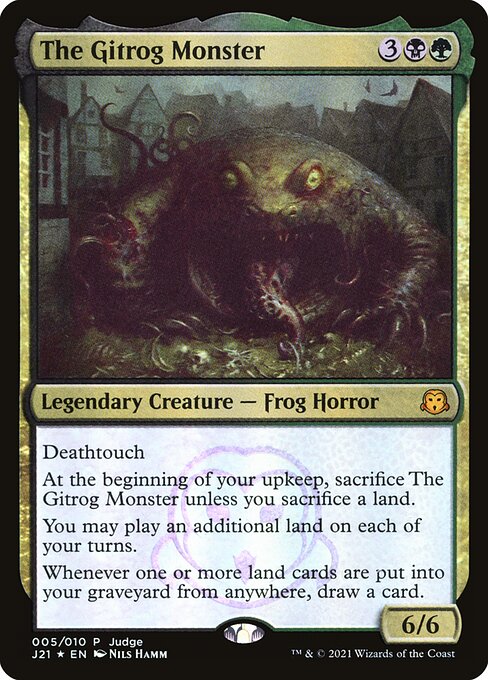 The Gitrog Monster 3
Legendary Creature — Frog Horror
Deathtouch
At the beginning of your upkeep, sacrifice The
Gitrog Monster unless you sacrifice a land.
You may play an additional land on each of
your turns.
Whenever one or more land cards are put into
your graveyard from anywhere, draw a card.
6/6
005/010 P Judge
J21 ★ EN Nils Hamm
™ & © 2021 Wizards of the Coast